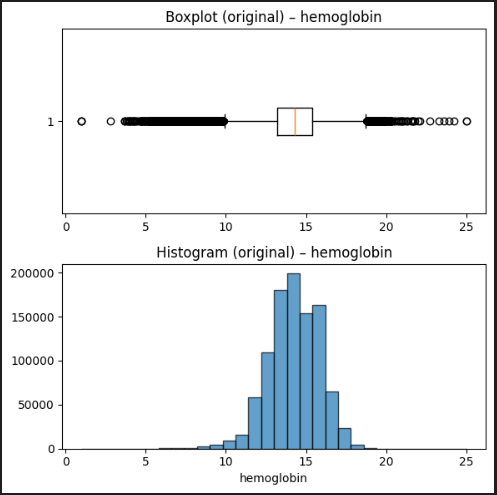 Boxplot (original) – hemoglobin
1
0 5 10 15 20 25
Histogram (original) – hemoglobin
200000
150000
100000
50000
0
0 5 10 15 20 25
hemoglobin